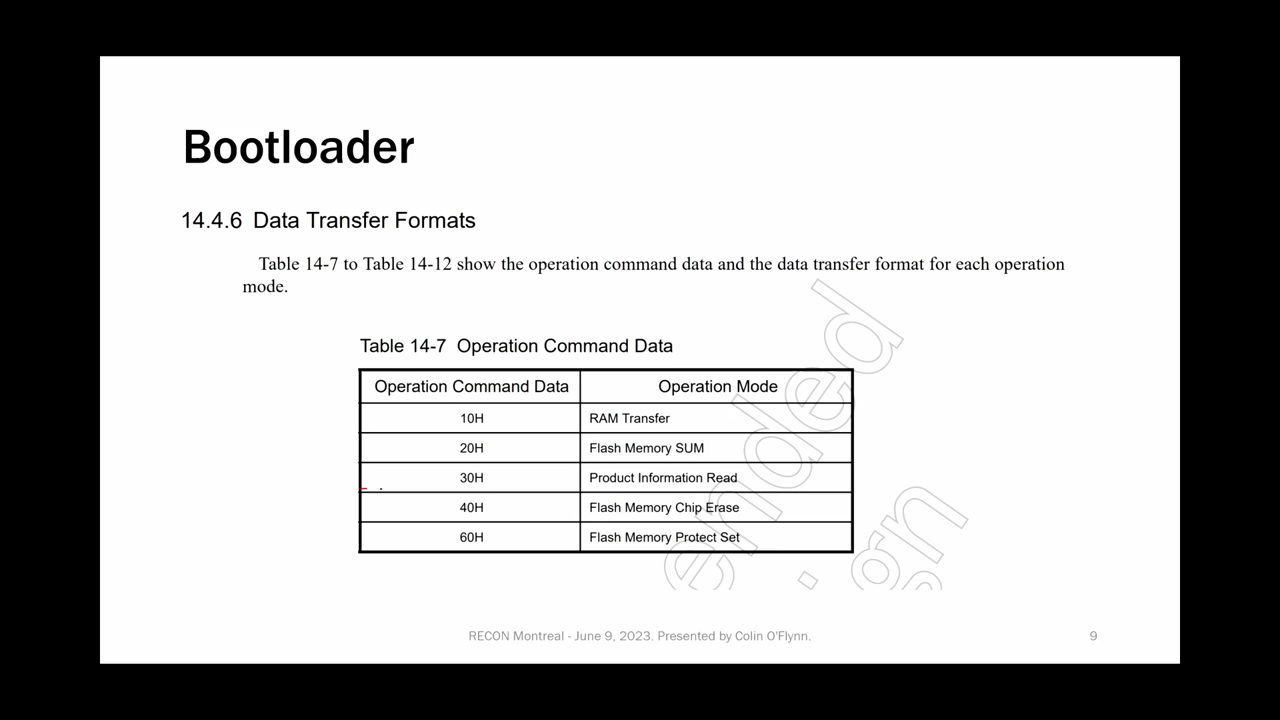 Bootloader
14.4.6 Data Transfer Formats
Table 14-7 to Table 14-12 show the operation command data and the data transfer format for each operation
mode.
Table 14-7 Operation Command Data
Operation Command Data Operation Mode
10H RAM Transfer
20H Flash Memory SUM
30H Product Information Read
40H Flash Memory Chip Erase
60H Flash Memory Protect Set
ended
RECON Montreal - June 9, 2023. Presented by Colin O'Flynn.
9